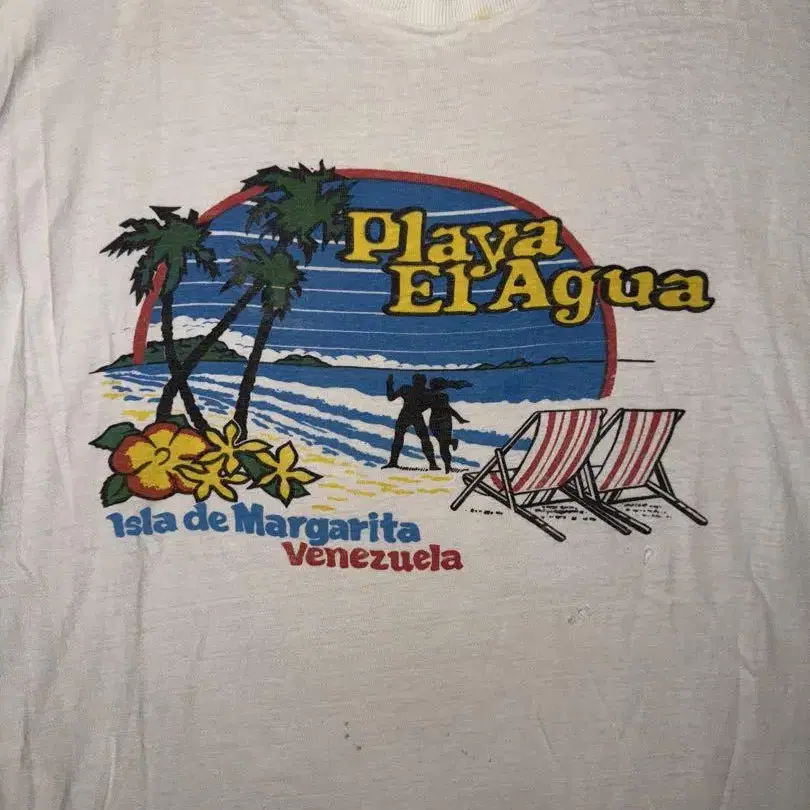 Playa
El Agua
Isla de Margarita
Venezuela